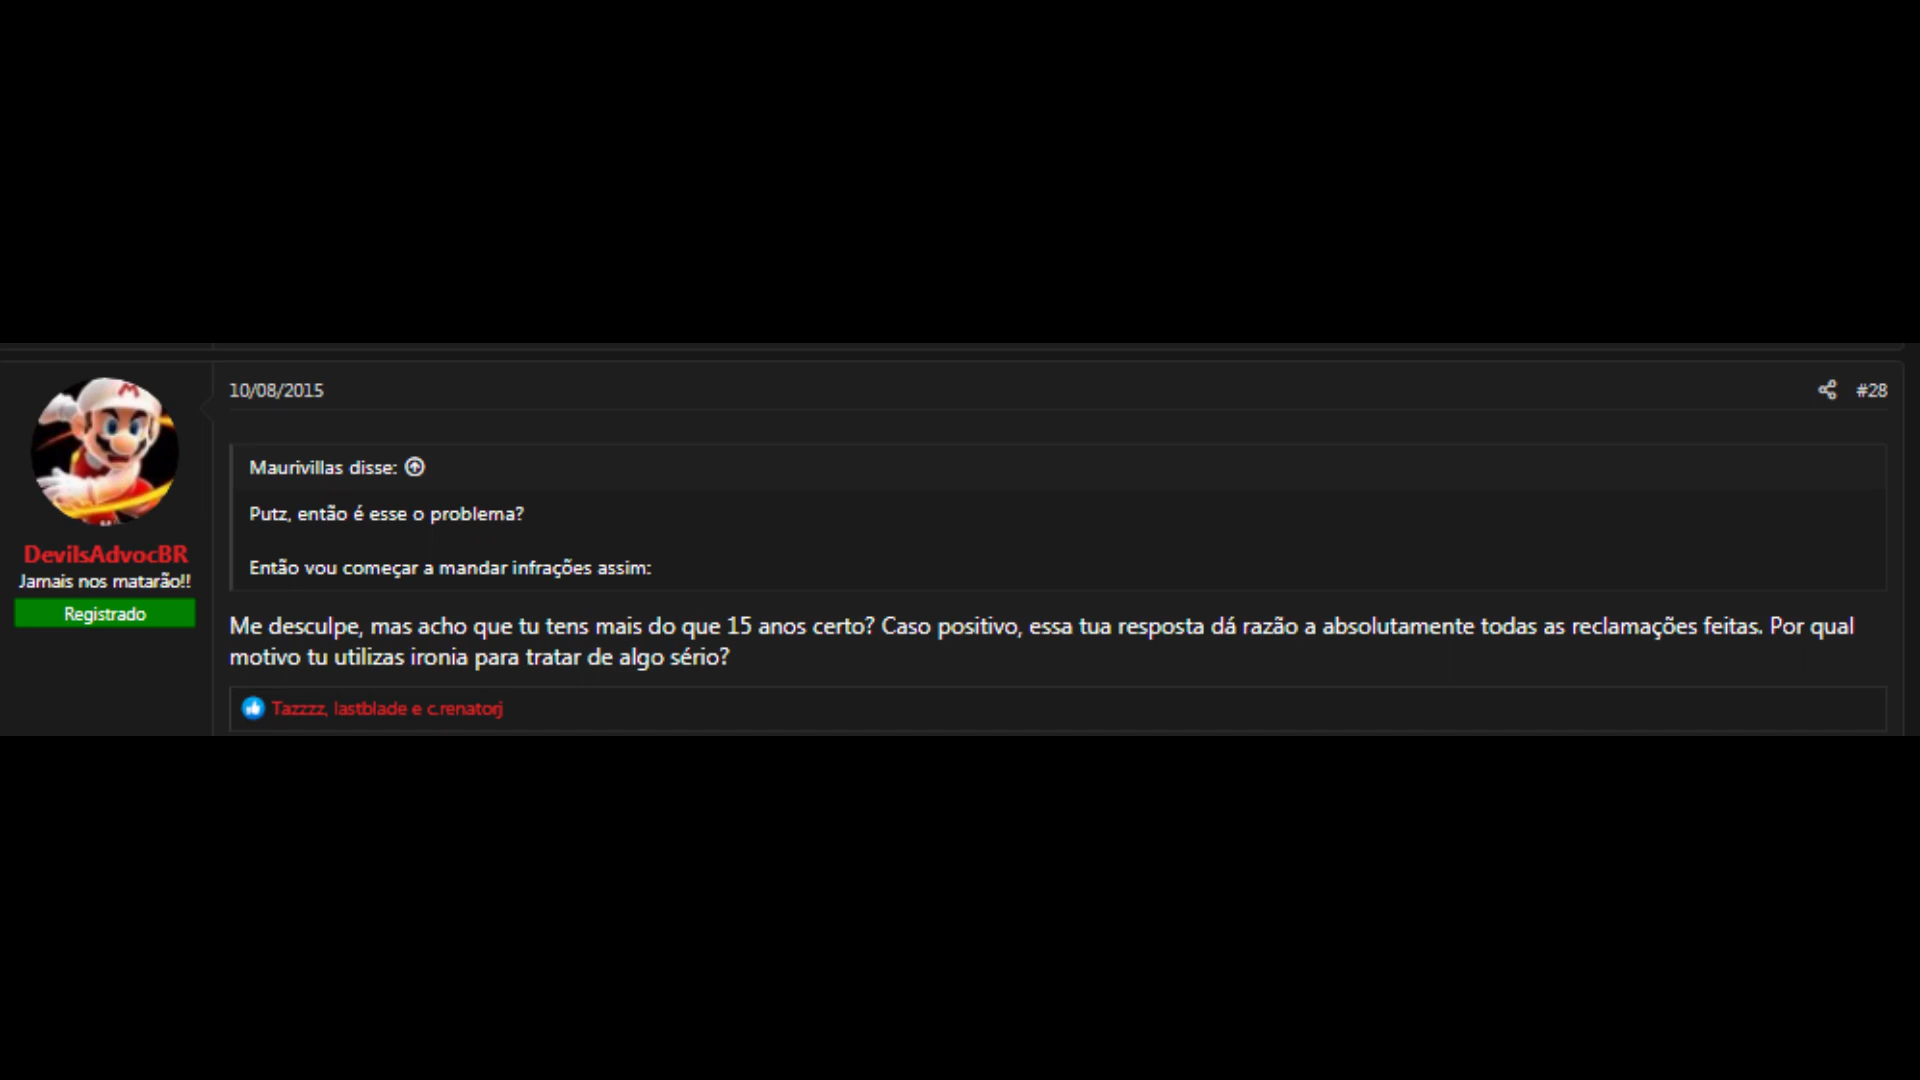 10/08/2015
#28
Maurivillas disse:
Putz, então é esse o problema?
Então vou começar a mandar infrações assim:
DevilsAdvocBR
Jamais nos matarão!!
Registrado
Me desculpe, mas acho que tu tens mais do que 15 anos certo? Caso positivo, essa tua resposta dá razão a absolutamente todas as reclamações feitas. Por qual
motivo tu utilizas ironia para tratar de algo sério?
Tazzzz, lastblade e c.renatorj